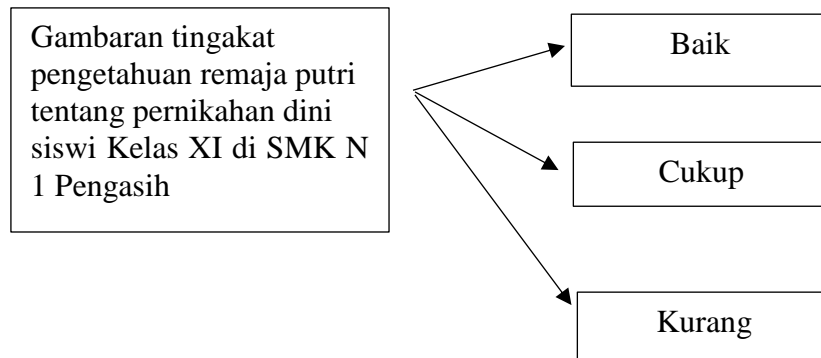 Gambaran tingakat
pengetahuan remaja putri
tentang pernikahan dini
siswi Kelas XI di SMK N
1 Pengasih
Baik
Cukup
Kurang